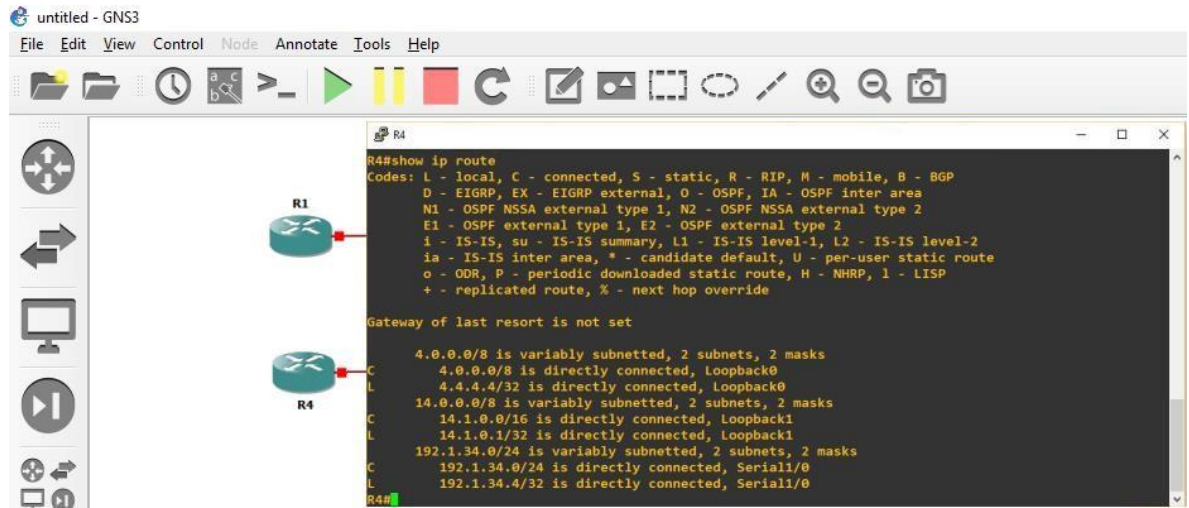 untitled - GNS3
File Edit View Control Node Annotate Tools Help
R4
R4#show ip route
Codes: L - local, C - connected, S - static, R - RIP, M - mobile, B - BGP
D - EIGRP, EX - EIGRP external, O - OSPF, IA - OSPF inter area
N1 - OSPF NSSA external type 1, N2 - OSPF NSSA external type 2
E1 - OSPF external type 1, E2 - OSPF external type 2
i - IS-IS, su - IS-IS summary, L1 - IS-IS level-1, L2 - IS-IS level-2
ia - IS-IS inter area, * - candidate default, U - per-user static route
o - ODR, P - periodic downloaded static route, H - NHRP, l - LISP
+ - replicated route, % - next hop override
Gateway of last resort is not set
4.0.0.0/8 is variably subnetted, 2 subnets, 2 masks
C 4.0.0.0/8 is directly connected, Loopback0
L 4.4.4.4/32 is directly connected, Loopback0
14.0.0.0/8 is variably subnetted, 2 subnets, 2 masks
C 14.1.0.0/16 is directly connected, Loopback1
L 14.1.0.1/32 is directly connected, Loopback1
192.1.34.0/24 is variably subnetted, 2 subnets, 2 masks
C 192.1.34.0/24 is directly connected, Serial1/0
L 192.1.34.4/32 is directly connected, Serial1/0
R4#
R1
R4